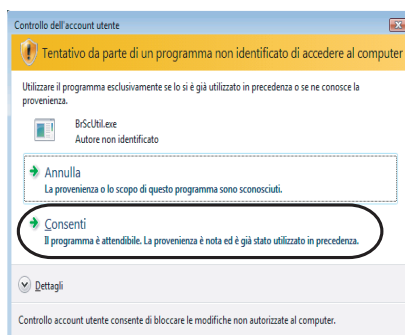 Controllo dell'account utente
Tentativo da parte di un programma non identificato di accedere al computer
Utilizzare il programma esclusivamente se lo si è già utilizzato in precedenza o se ne conosce la
provenienza.
BrScUtil.exe
Autore non identificato
Annulla
La provenienza o lo scopo di questo programma sono sconosciuti.
Consenti
Il programma è attendibile. La provenienza è nota ed è già stato utilizzato in precedenza.
Dettagli
Controllo account utente consente di bloccare le modifiche non autorizzate al computer.